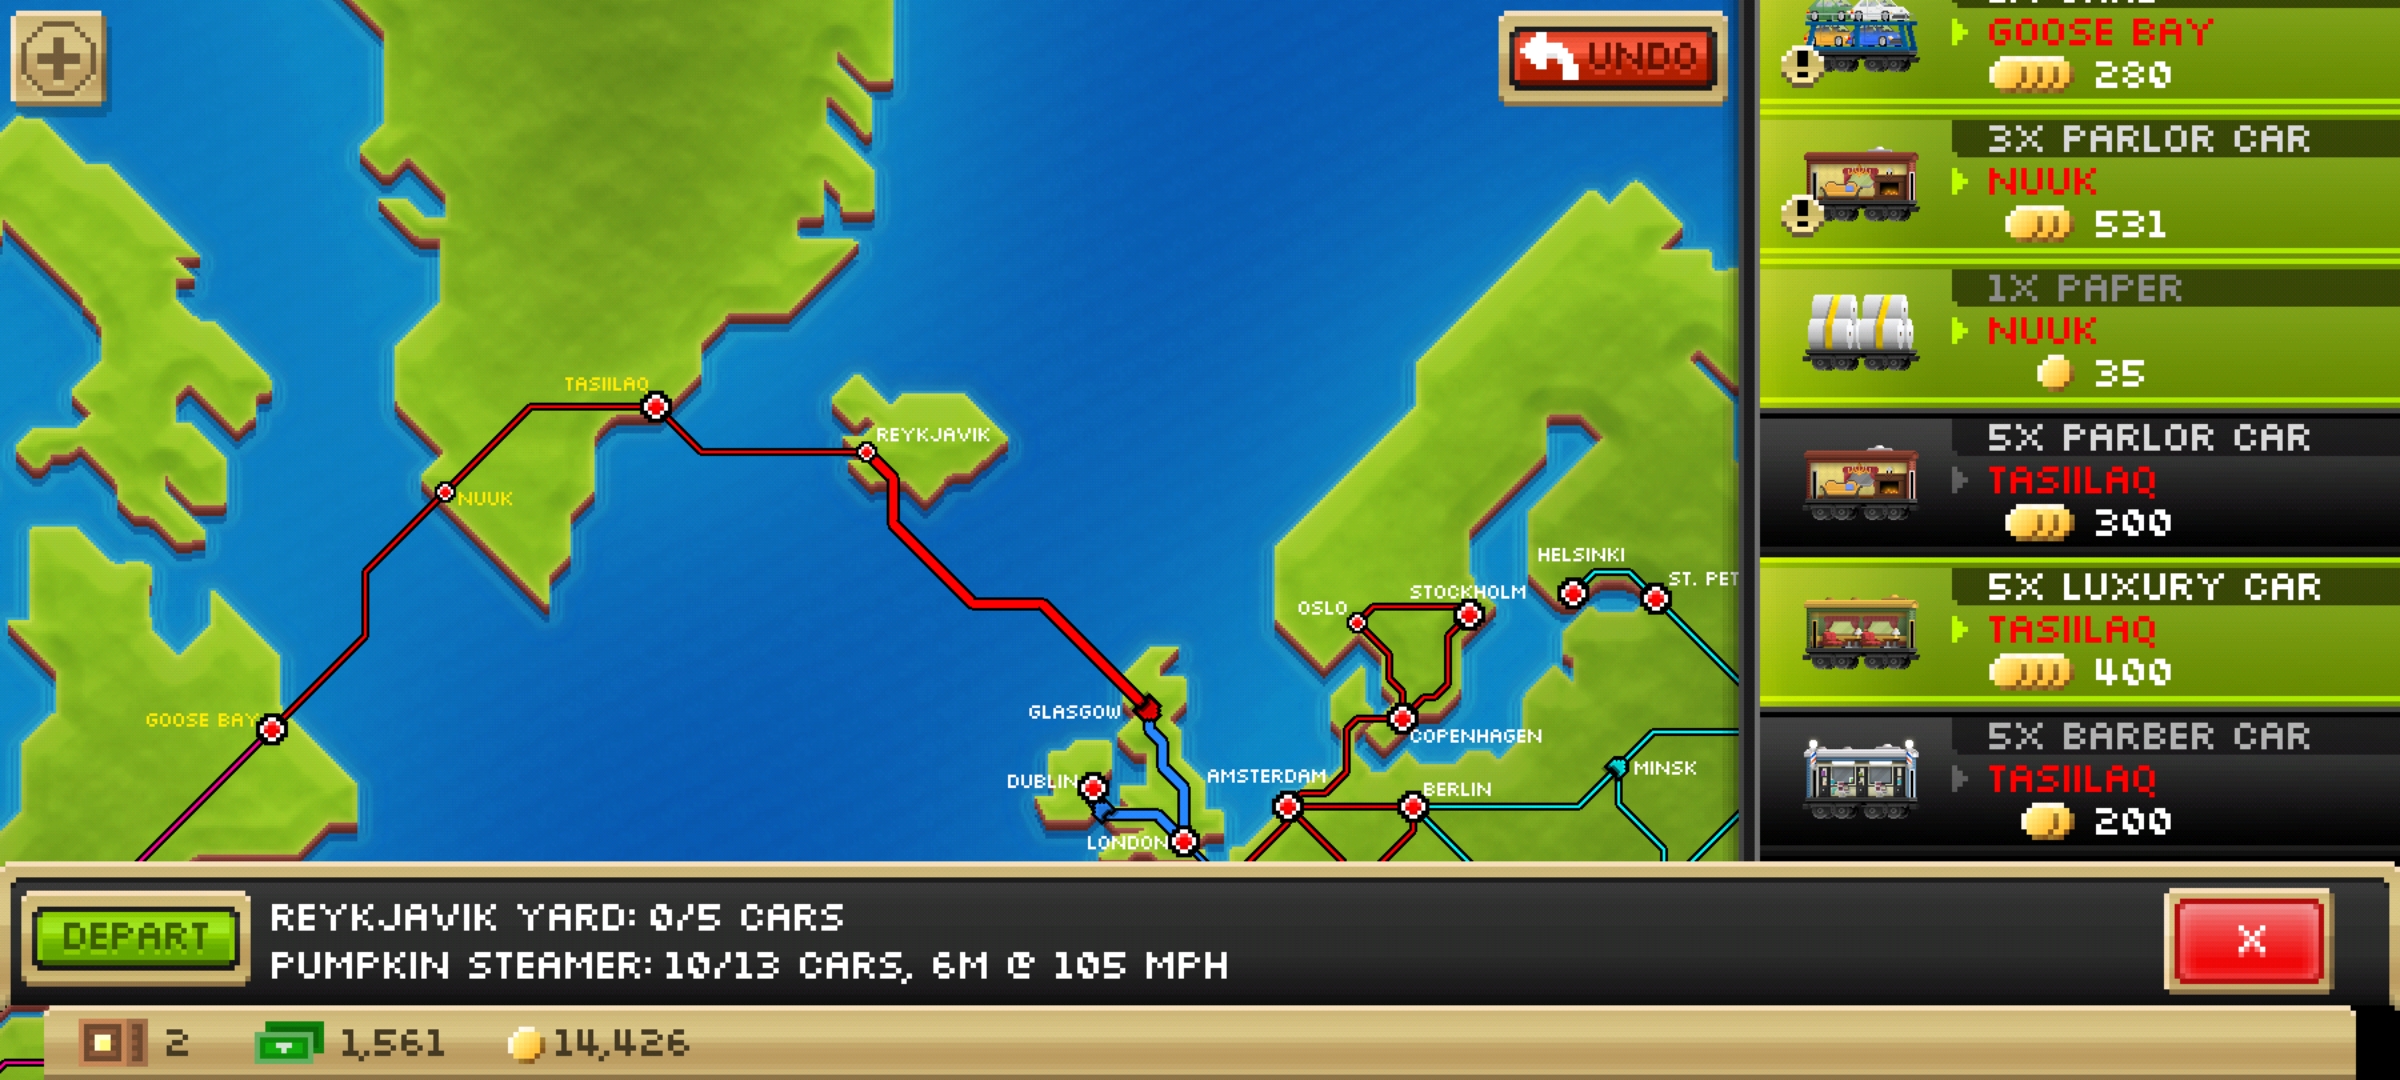 UNDO
GOOSE BAY
280
3X PARLOR CAR
NUUK
531
1X PAPER
NUUK
35
5X PARLOR CAR
TASIILAQ
300
5X LUXURY CAR
TASIILAQ
400
5X BARBER CAR
TASIILAQ
200
TASIILAQ
REYKJAVIK
NUUK
HELSINKI
ST. PET
STOCKHOLM
OSLO
GLASGOW
GOOSE BAY
COPENHAGEN
MINSK
AMSTERDAM
DUBLIN
BERLIN
LONDON
DEPART
REYKJAVIK YARD: 0/5 CARS
PUMPKIN STEAMER: 10/13 CARS, 6M @ 105 MPH
X
2
1,561
14,426